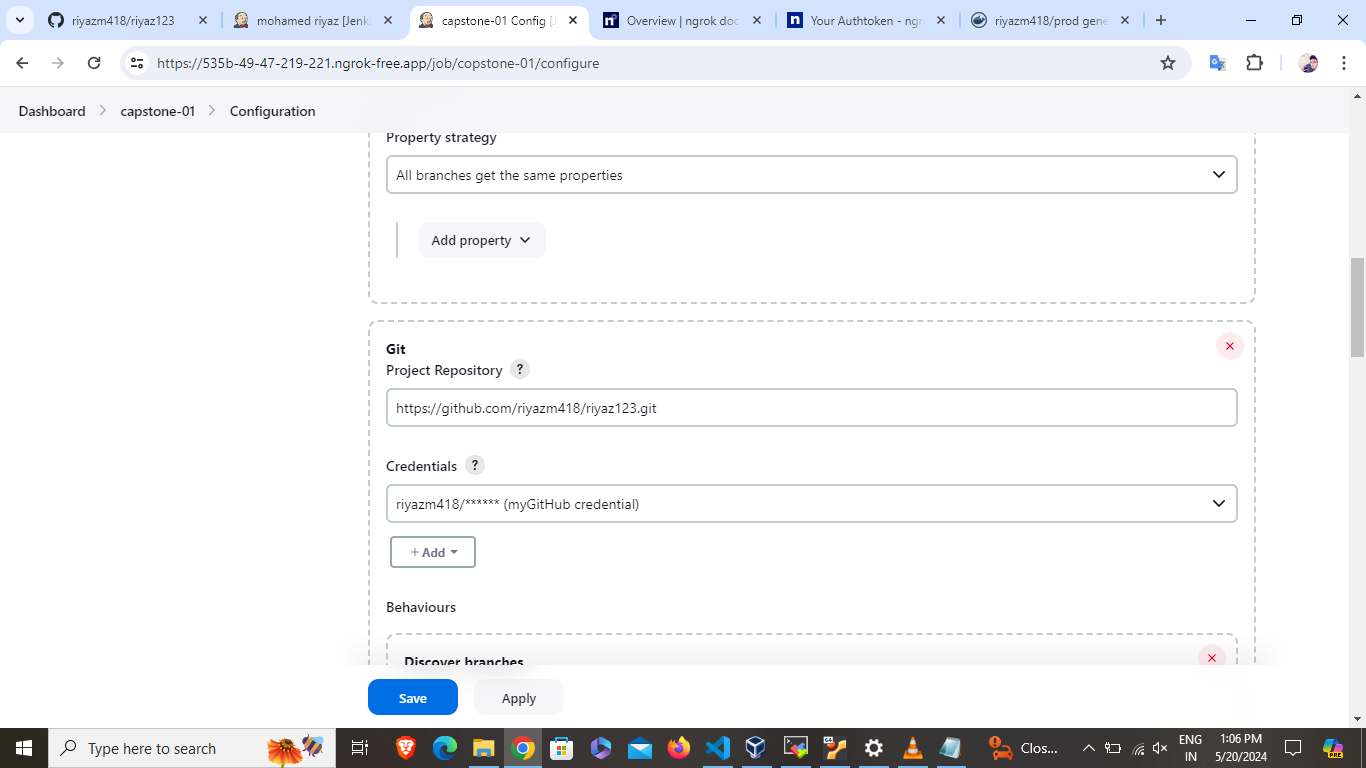 riyazm418/riyaz123
mohamed riyaz [Jenki
capstone-01 Config [J
Overview | ngrok doc
Your Authtoken - ngr
riyazm418/prod gene
https://535b-49-47-219-221.ngrok-free.app/job/copstone-01/configure
Dashboard > capstone-01 > Configuration
Property strategy
All branches get the same properties
Add property
Git
Project Repository ?
https://github.com/riyazm418/riyaz123.git
Credentials ?
riyazm418/****** (myGitHub credential)
+ Add
Behaviours
Discover branches
Save
Apply
Type here to search
Clos...
ENG
IN
1:06 PM
5/20/2024
PRE